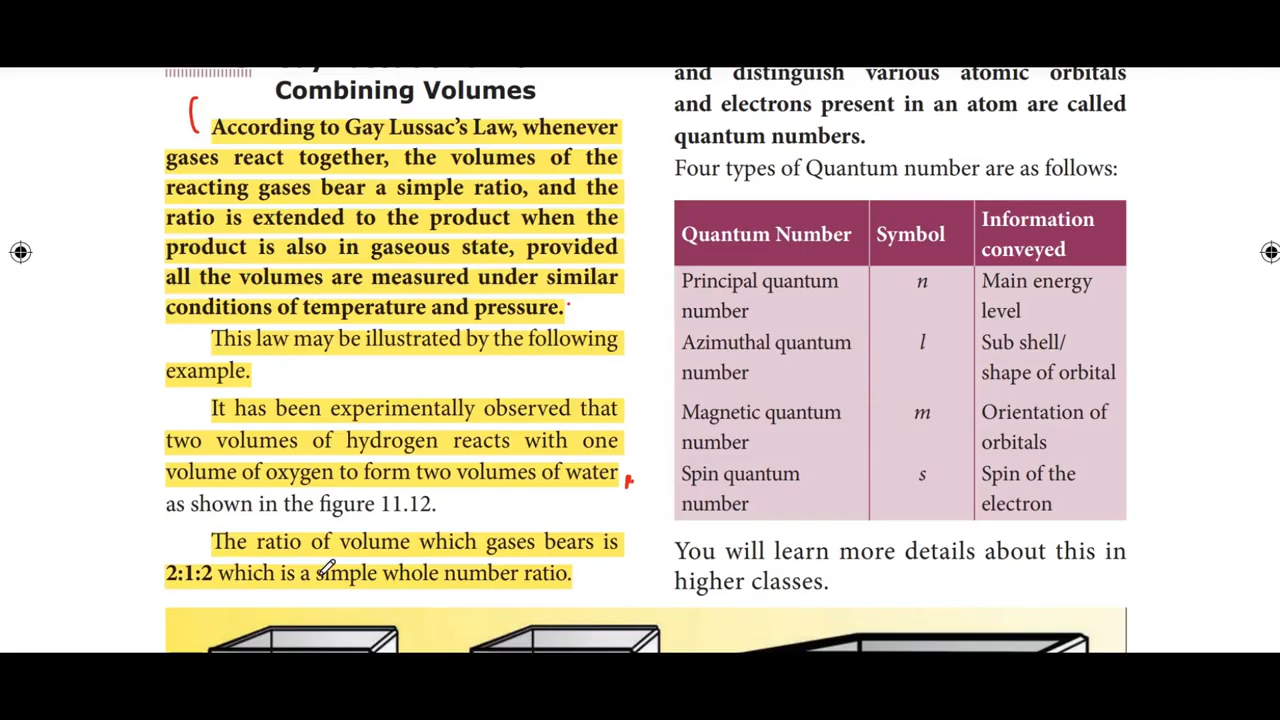 Combining Volumes
According to Gay Lussac’s Law, whenever
gases react together, the volumes of the
reacting gases bear a simple ratio, and the
ratio is extended to the product when the
product is also in gaseous state, provided
all the volumes are measured under similar
conditions of temperature and pressure.
This law may be illustrated by the following
example.
It has been experimentally observed that
two volumes of hydrogen reacts with one
volume of oxygen to form two volumes of water
as shown in the figure 11.12.
The ratio of volume which gases bears is
2:1:2 which is a simple whole number ratio.
and distinguish various atomic orbitals
and electrons present in an atom are called
quantum numbers.
Four types of Quantum number are as follows:
Quantum Number Symbol Information
conveyed
Principal quantum n Main energy
number level
Azimuthal quantum l Sub shell/
number shape of orbital
Magnetic quantum m Orientation of
number orbitals
Spin quantum s Spin of the
number electron
You will learn more details about this in
higher classes.